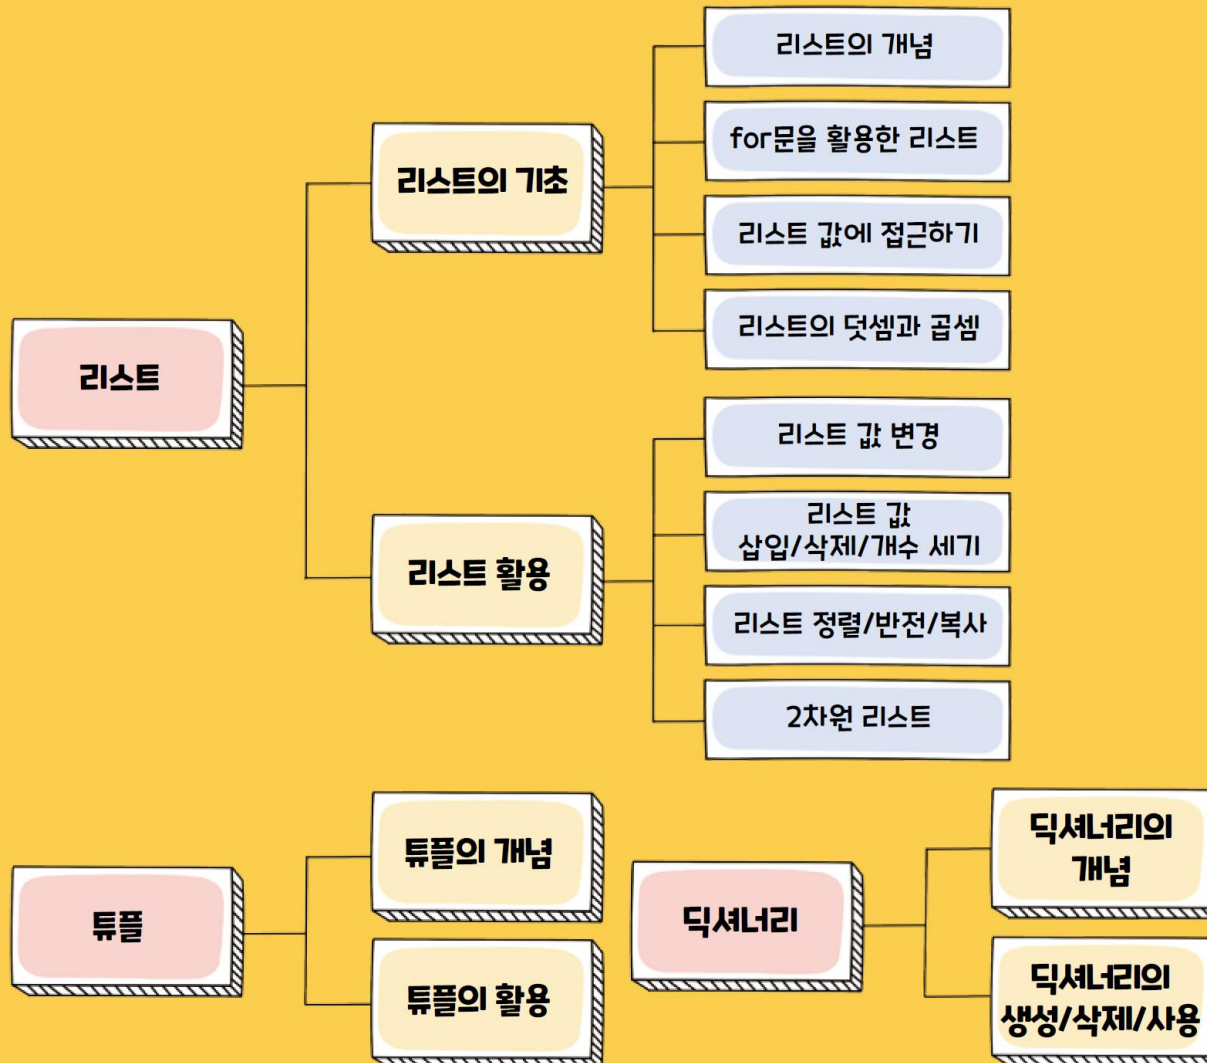 리스트
리스트의 기초
리스트의 개념
for문을 활용한 리스트
리스트 값에 접근하기
리스트의 덧셈과 곱셈
리스트 활용
리스트 값 변경
리스트 값
삽입/삭제/개수 세기
리스트 정렬/반전/복사
2차원 리스트
튜플
튜플의 개념
튜플의 활용
딕셔너리
딕셔너리의
개념
딕셔너리의
생성/삭제/사용